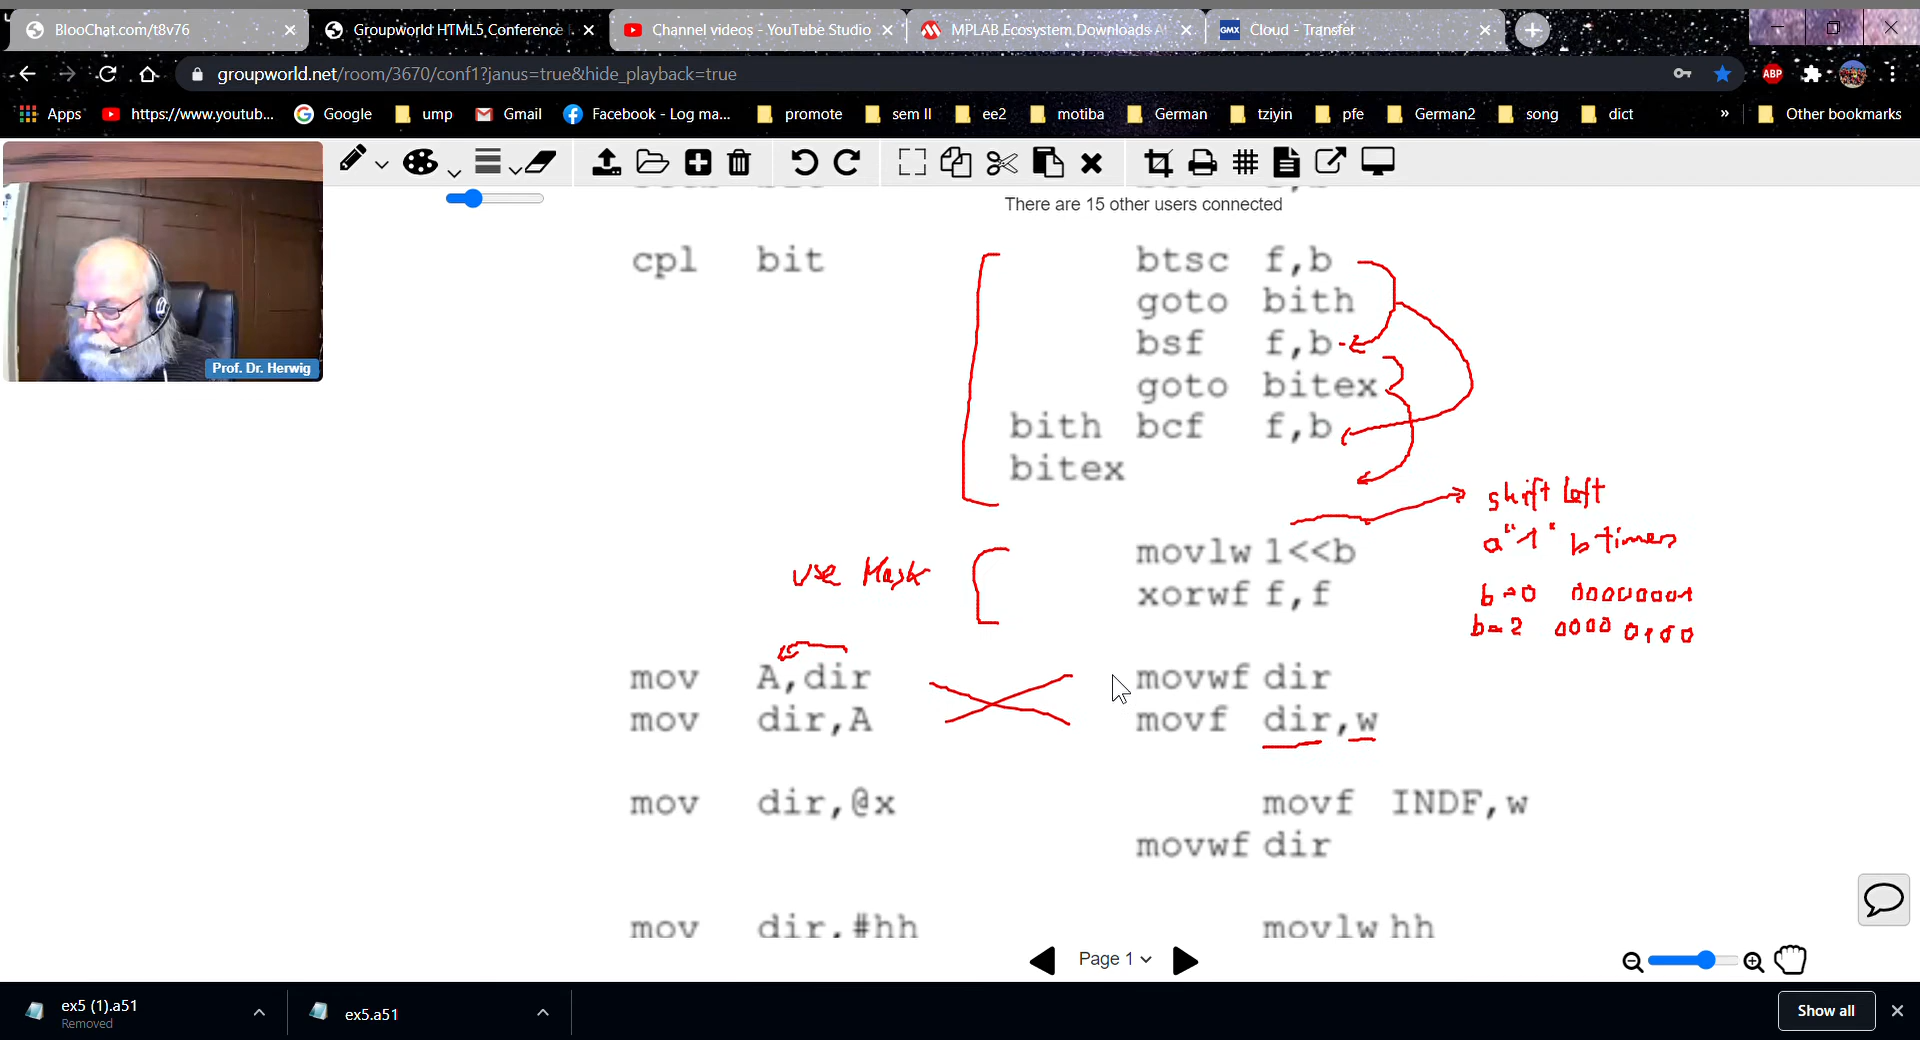 BlooChat.com/t8v76
Groupworld HTML5 Conference
Channel videos - YouTube Studio
MPLAB Ecosystem Downloads A
GMX Cloud - Transfer
groupworld.net/room/3670/conf1?janus=true&hide_playback=true
ABP
Apps https://www.youtub... Google ump Gmail Facebook - Log ma... promote sem II ee2 motiba German tziyin pfe German2 song dict » Other bookmarks
There are 15 other users connected
Prof. Dr. Herwig
cpl bit btsc f,b
goto bith
bsf f,b
goto bitex
bith bcf f,b
bitex
shift left
a "1" b times
movlw 1<<b
use Mask
xorwf f,f
b=0 00000001
b=2 0000 0100
mov A,dir movwf dir
mov dir,A movf dir,w
mov dir,@x movf INDF,w
movwf dir
mov dir,#hh movlw hh
Page 1
ex5 (1).a51
Removed
ex5.a51
Show all